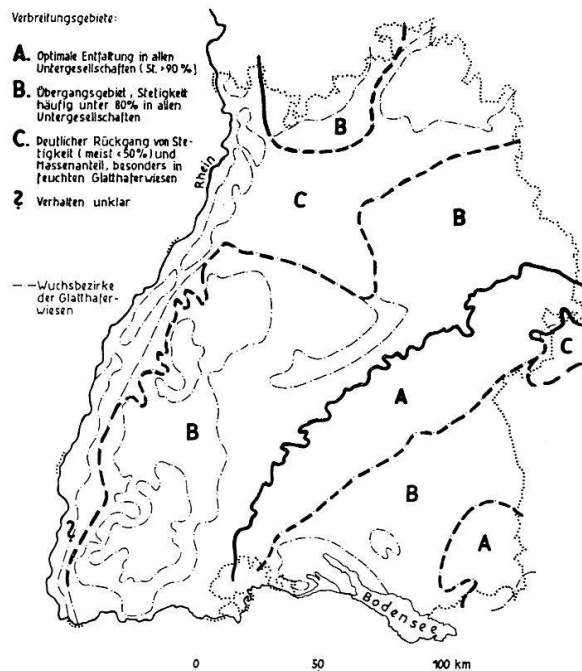 Verbreitungsgebiete:
A. Optimale Entfaltung in allen
Untergesellschaften (St. >90 %)
B. Übergangsgebiet, Stetigkeit
häufig unter 80% in allen
Untergesellschaften
C. Deutlicher Rückgang von Ste-
tigkeit (meist <50%) und
Massenanteil, besonders in
feuchten Glatthaferwiesen
? Verhalten unklar
Wuchsbezirke
der Glatthafer-
wiesen
Rhein
B
C
B
C
A
B
B
A
?
Bodensee
0 50 100 km